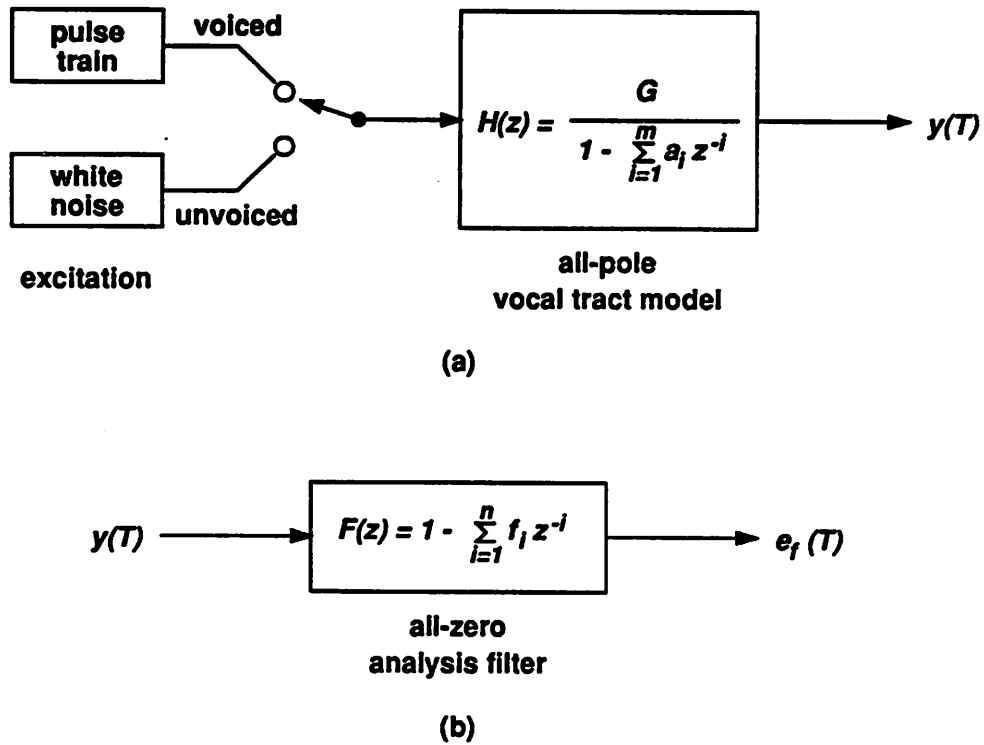 pulse
train
voiced
white
noise
unvoiced
excitation
H(z) = G / (1 - Σ_{i=1}^{m} a_i z^{-i})
y(T)
all-pole
vocal tract model
(a)
y(T)
F(z) = 1 - Σ_{i=1}^{n} f_i z^{-i}
e_f (T)
all-zero
analysis filter
(b)